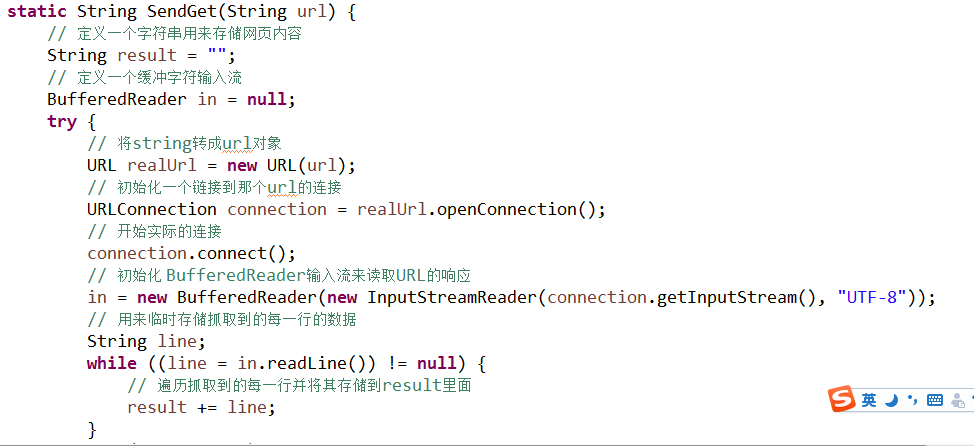 static String SendGet(String url) {
// 定义一个字符串用来存储网页内容
String result = "";
// 定义一个缓冲字符输入流
BufferedReader in = null;
try {
// 将string转成url对象
URL realUrl = new URL(url);
// 初始化一个链接到那个url的连接
URLConnection connection = realUrl.openConnection();
// 开始实际的连接
connection.connect();
// 初始化 BufferedReader输入流来读取URL的响应
in = new BufferedReader(new InputStreamReader(connection.getInputStream(), "UTF-8"));
// 用来临时存储抓取到的每一行的数据
String line;
while ((line = in.readLine()) != null) {
// 遍历抓取到的每一行并将其存储到result里面
result += line;
S 英
}